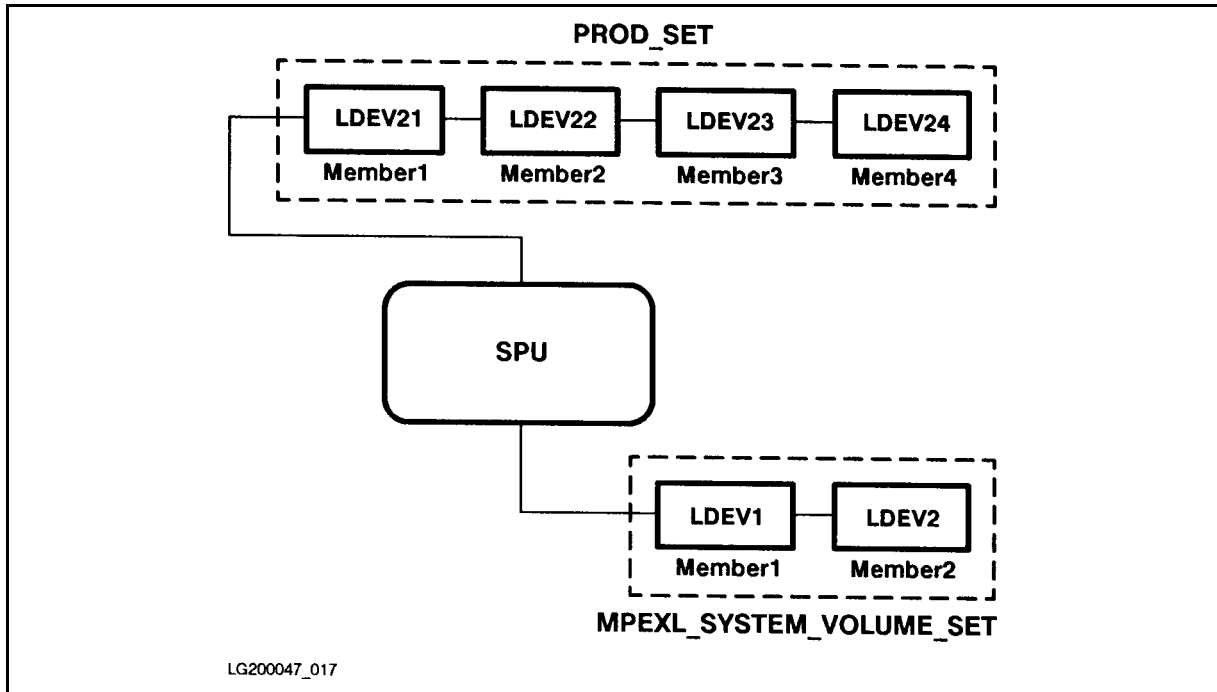 PROD_SET
LDEV21 LDEV22 LDEV23 LDEV24
Member1 Member2 Member3 Member4
SPU
LDEV1 LDEV2
Member1 Member2
MPEXL_SYSTEM_VOLUME_SET
LG200047_017